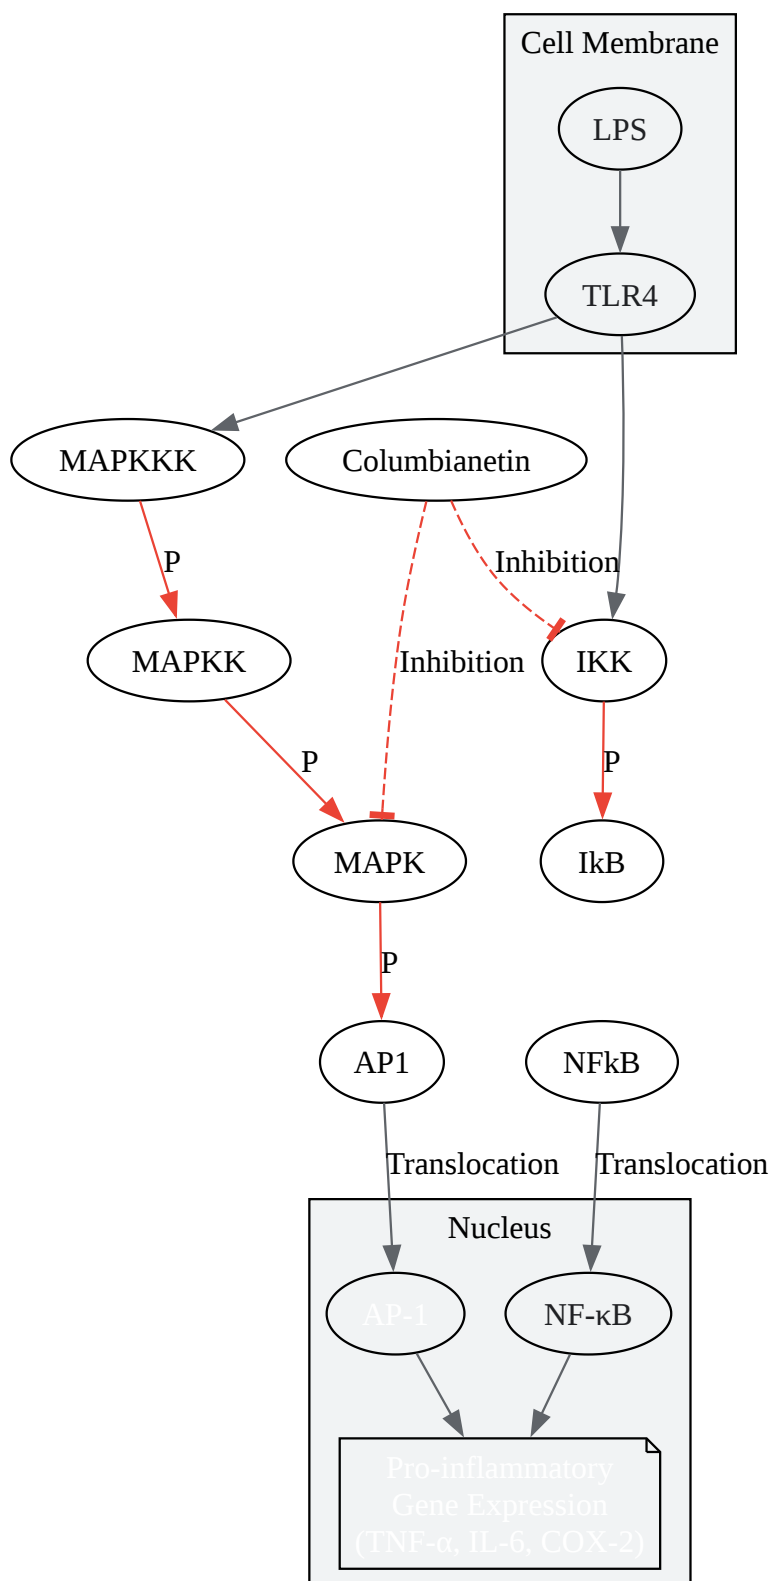 Cell Membrane
LPS
TLR4
MAPKKK
Columbianetin
P
Inhibition
MAPKK
Inhibition
IKK
P
P
MAPK
IkB
P
AP1
NFkB
Translocation
Translocation
Nucleus
AP-1
NF-κB
Pro-inflammatory
Gene Expression
(TNF-α, IL-6, COX-2)